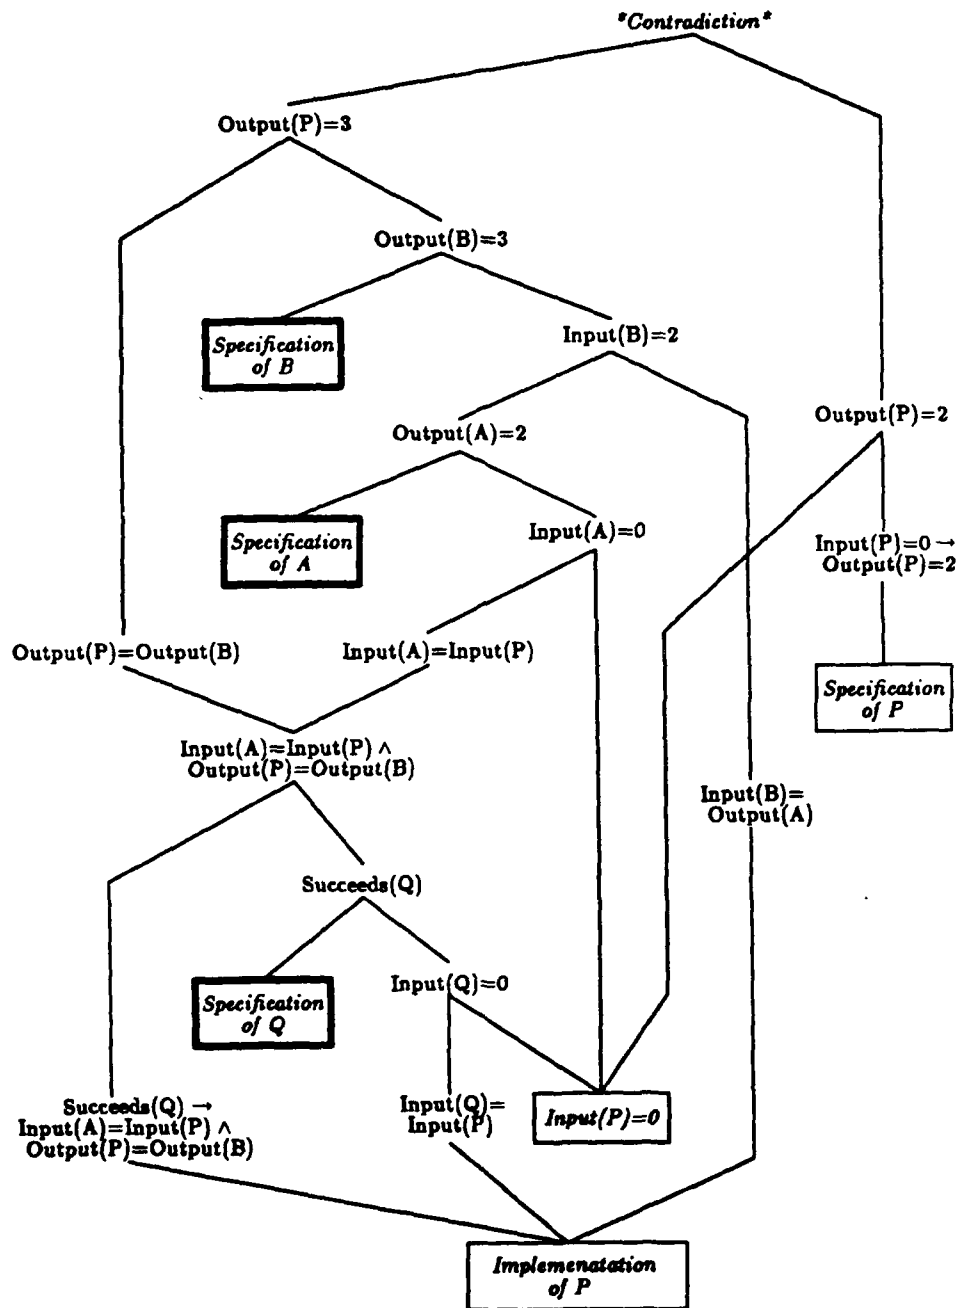 *Contradiction*
Output(P)=3
Output(B)=3
Specification
of B
Input(B)=2
Output(A)=2
Output(P)=2
Specification
of A
Input(A)=0
Input(P)=0 →
Output(P)=2
Output(P)=Output(B)
Input(A)=Input(P)
Specification
of P
Input(A)=Input(P) ∧
Output(P)=Output(B)
Input(B)=
Output(A)
Succeeds(Q)
Specification
of Q
Input(Q)=0
Succeeds(Q) →
Input(A)=Input(P) ∧
Output(P)=Output(B)
Input(Q)=
Input(P)
Input(P)=0
Implemenatation
of P